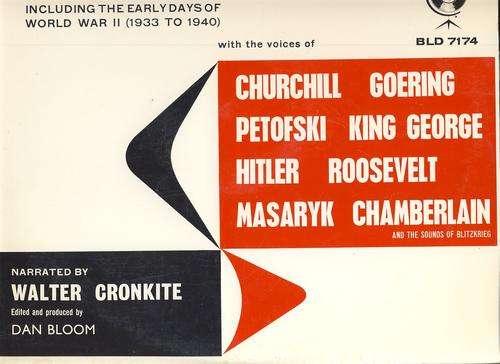 INCLUDING THE EARLY DAYS OF
WORLD WAR II (1933 TO 1940)
with the voices of
BLD 7174
CHURCHILL GOERING
PETOFSKI KING GEORGE
HITLER ROOSEVELT
MASARYK CHAMBERLAIN
AND THE SOUNDS OF BLITZKRIEG
NARRATED BY
WALTER CRONKITE
Edited and produced by
DAN BLOOM